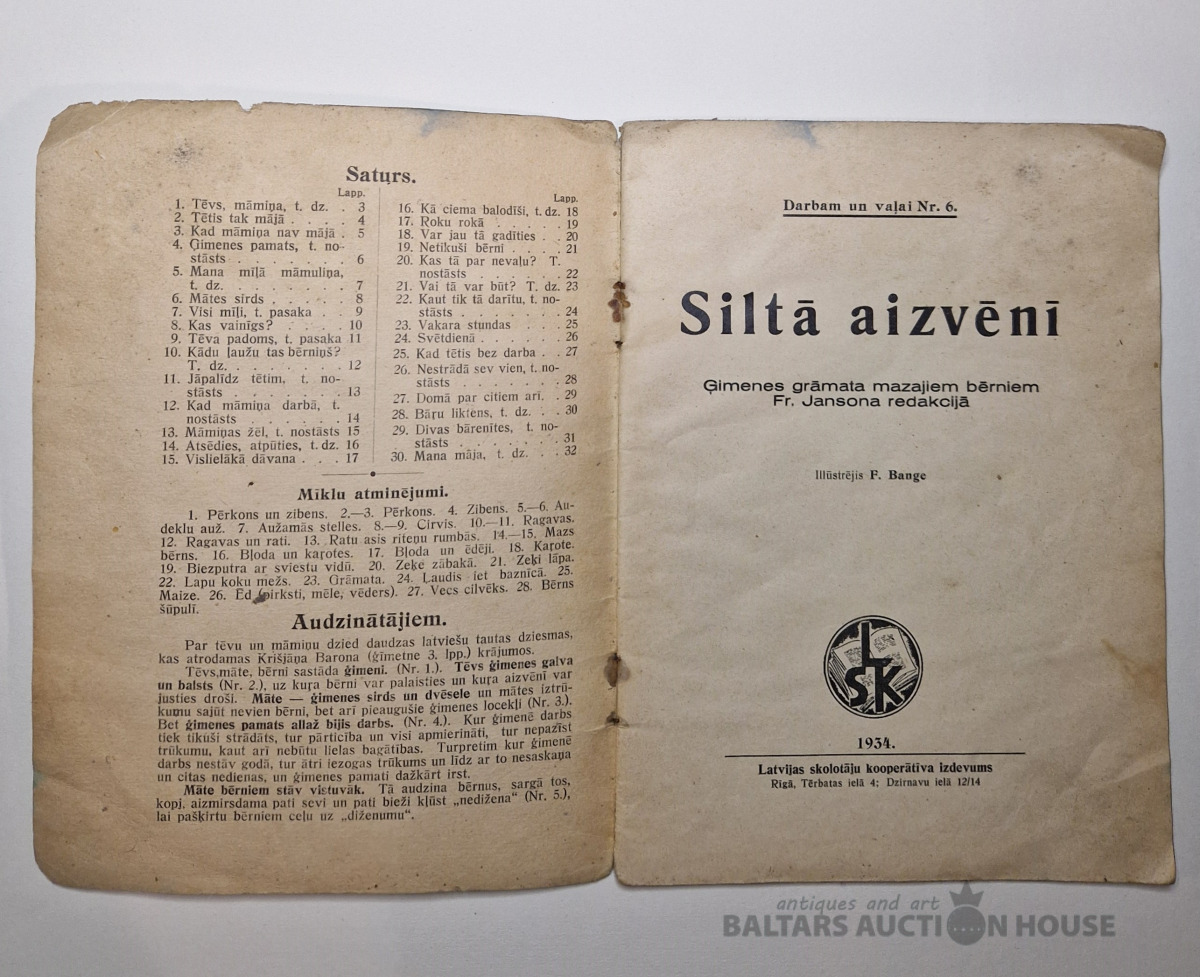 Saturs.
Lapp.
1. Tēvs, māmiņa, t. dz. . 3
2. Tētis tak mājā . . . . 4
3. Kad māmiņa nav mājā . 5
4. Ģimenes pamats, t. no-
stāsts . . . . . . . 6
5. Mana mīļā māmuliņa,
t. dz. . . . . . . . 7
6. Mātes sirds . . . . . 8
7. Visi mīļi, t. pasaka . . 9
8. Kas vainīgs? . . . . 10
9. Tēva padoms, t. pasaka 11
10. Kādu ļaužu tas bērniņš?
T. dz. . . . . . . . 12
11. Jāpalīdz tētim, t. no-
stāsts . . . . . . . 13
12. Kad māmiņa darbā, t.
nostāsts . . . . . . 14
13. Māmiņas žēl, t. nostāsts 15
14. Atsēdies, atpūties, t. dz. 16
15. Vislielākā dāvana . . . 17
Lapp.
16. Kā ciema balodīši, t. dz. 18
17. Roku rokā . . . . . 19
18. Var jau tā gadīties . . 20
19. Netikuši bērni . . . . 21
20. Kas tā par nevaļu? T.
nostāsts . . . . . . 22
21. Vai tā var būt? T. dz. 23
22. Kaut tik tā darītu, t. no-
stāsts . . . . . . . 24
23. Vakara stundas . . . 25
24. Svētdienā . . . . . . 26
25. Kad tētis bez darba . . 27
26. Nestrādā sev vien, t. no-
stāsts . . . . . . . 28
27. Domā par citiem arī. . 29
28. Bāru liktens, t. dz. . . 30
29. Divas bārenītes, t. no-
stāsts . . . . . . . 31
30. Mana māja, t. dz. . . 32
Mīklu atminējumi.
1. Pērkons un zibens. 2.—3. Pērkons. 4. Zibens. 5.—6. Au-
deklu auž. 7. Aužamās stelles. 8.—9. Cirvis. 10.—11. Ragavas.
12. Ragavas un rati. 13. Ratu asis riteņu rumbās. 14.—15. Mazs
bērns. 16. Bļoda un karotes. 17. Bļoda un ēdēji. 18. Karote.
19. Biezputra ar sviestu vidū. 20. Zeķe zābakā. 21. Zeķi lāpa.
22. Lapu koku mežs. 23. Grāmata. 24. Ļaudis iet baznīcā. 25.
Maize. 26. Ēd (pirksti, mēle, vēders). 27. Vecs cilvēks. 28. Bērns
šūpulī.
Audzinātājiem.
Par tēvu un māmiņu dzied daudzas latviešu tautas dziesmas,
kas atrodamas Krišjāņa Barona (ģīmetne 3. lpp.) krājumos.
Tēvs, māte, bērni sastāda ģimeni. (Nr. 1.). Tēvs ģimenes galva
un balsts (Nr. 2.), uz kuŗa bērni var palaisties un kuŗa aizvēnī var
justies droši. Māte — ģimenes sirds un dvēsele un mātes iztrū-
kumu sajūt nevien bērni, bet arī pieaugušie ģimenes locekļi (Nr. 3.).
Bet ģimenes pamats allaž bijis darbs. (Nr. 4.). Kur ģimenē darbs
tiek tikuši strādāts, tur pārticība un visi apmierināti, tur nepazīst
trūkumu, kaut arī nebūtu lielas bagātības. Turpretim kur ģimenē
darbs nestāv godā, tur ātri iezogas trūkums un līdz ar to nesaskaņa
un citas nedienas, un ģimenes pamati dažkārt irst.
Māte bērniem stāv vistuvāk. Tā audzina bērnus, sargā tos,
kopj, aizmirsdama pati sevi un pati bieži kļūst „nedižena“ (Nr. 5.),
lai pašķirtu bērniem ceļu uz „diženumu“.
Darbam un vaļai Nr. 6.
Siltā aizvēnī
Ģimenes grāmata mazajiem bērniem
Fr. Jansona redakcijā
Illūstrējis F. Bange
LSK
1934.
Latvijas skolotāju kooperātīva izdevums
Rīgā, Tērbatas ielā 4; Dzirnavu ielā 12/14
antiques and art
BALTARS AUCTION HOUSE